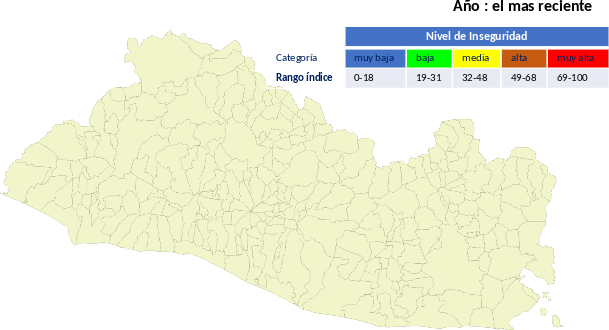 Año : el mas reciente
Nivel de Inseguridad
Categoría muy baja baja media alta muy alta
Rango índice 0-18 19-31 32-48 49-68 69-100